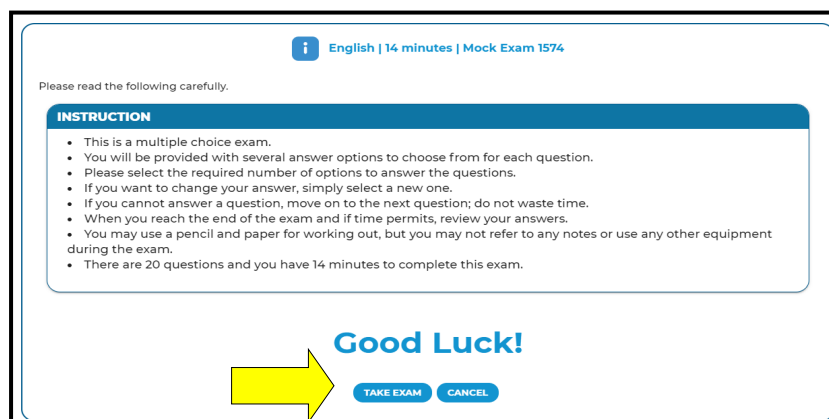 i English | 14 minutes | Mock Exam 1574
Please read the following carefully.
INSTRUCTION
• This is a multiple choice exam.
• You will be provided with several answer options to choose from for each question.
• Please select the required number of options to answer the questions.
• If you want to change your answer, simply select a new one.
• If you cannot answer a question, move on to the next question; do not waste time.
• When you reach the end of the exam and if time permits, review your answers.
• You may use a pencil and paper for working out, but you may not refer to any notes or use any other equipment
during the exam.
• There are 20 questions and you have 14 minutes to complete this exam.
Good Luck!
TAKE EXAM CANCEL